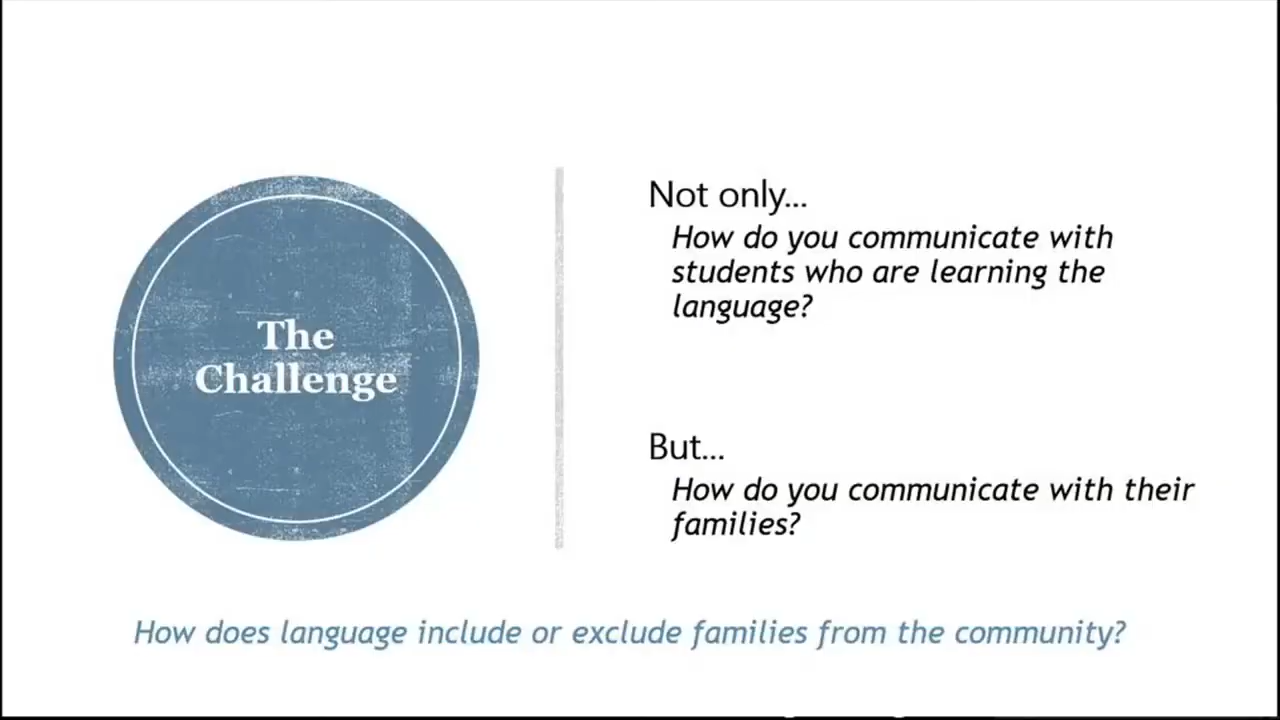 The
Challenge
Not only...
How do you communicate with
students who are learning the
language?
But...
How do you communicate with their
families?
How does language include or exclude families from the community?